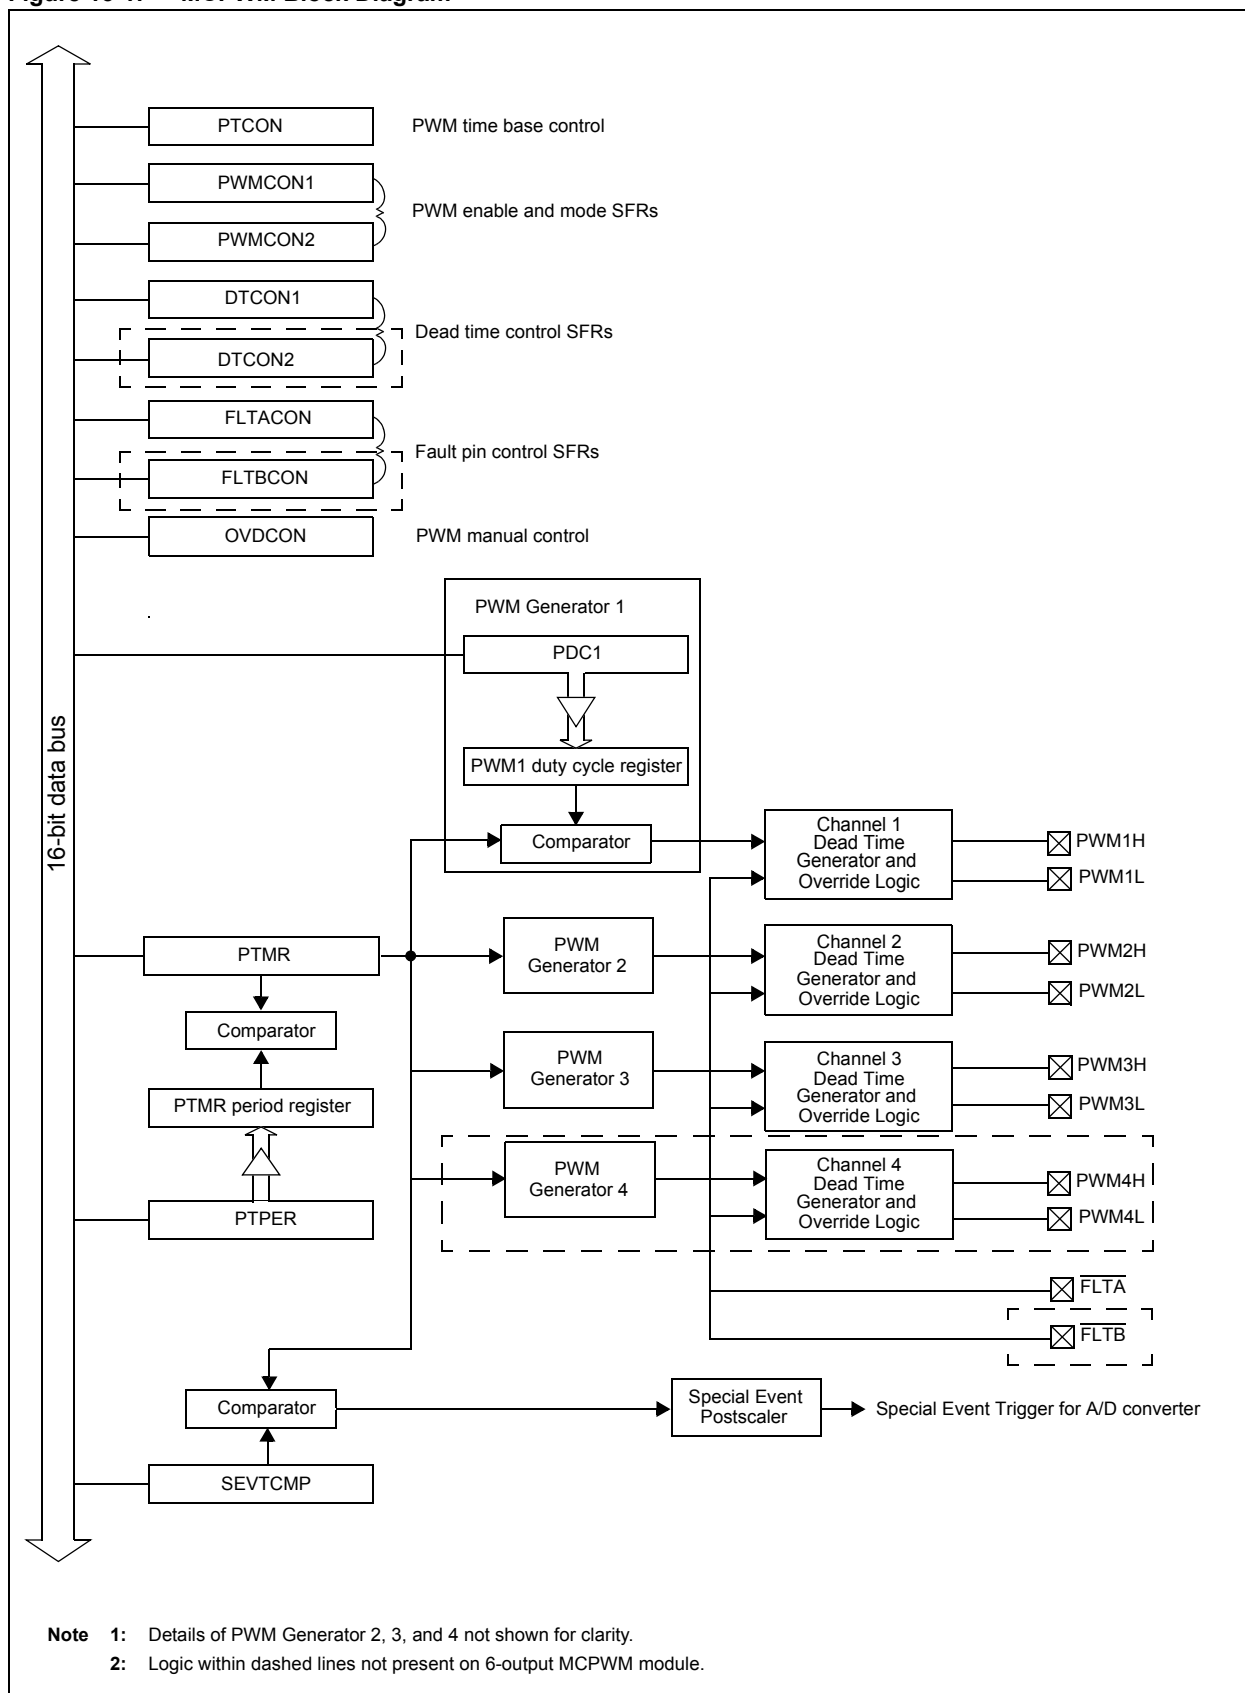 PTCON PWM time base control
PWMCON1
PWM enable and mode SFRs
PWMCON2
DTCON1
Dead time control SFRs
DTCON2
FLTACON
Fault pin control SFRs
FLTBCON
OVDCON PWM manual control
PWM Generator 1
PDC1
16-bit data bus
PWM1 duty cycle register
Comparator
Channel 1
Dead Time
Generator and
Override Logic
PWM1H
PWM1L
PTMR
PWM
Generator 2
Channel 2
Dead Time
Generator and
Override Logic
PWM2H
PWM2L
Comparator
PTMR period register
PWM
Generator 3
Channel 3
Dead Time
Generator and
Override Logic
PWM3H
PWM3L
PTPER
PWM
Generator 4
Channel 4
Dead Time
Generator and
Override Logic
PWM4H
PWM4L
FLTA
FLTB
Comparator
Special Event
Postscaler
Special Event Trigger for A/D converter
SEVTCMP
Note 1: Details of PWM Generator 2, 3, and 4 not shown for clarity.
2: Logic within dashed lines not present on 6-output MCPWM module.